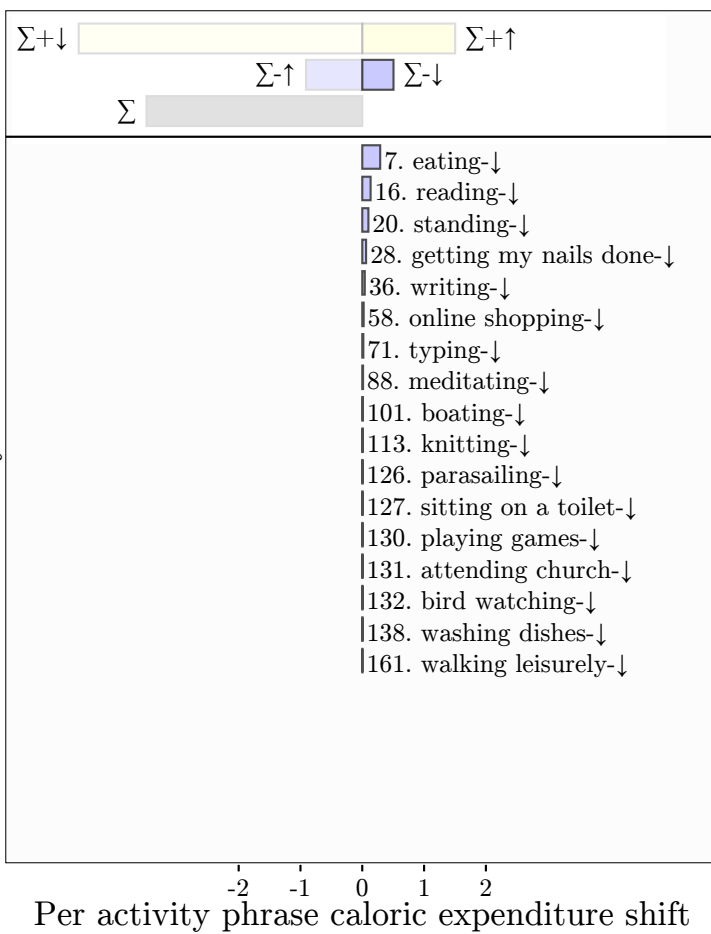 Σ+↓ Σ+↑
Σ-↑ Σ-↓
Σ
7. eating-↓
16. reading-↓
20. standing-↓
28. getting my nails done-↓
36. writing-↓
58. online shopping-↓
71. typing-↓
88. meditating-↓
101. boating-↓
113. knitting-↓
126. parasailing-↓
127. sitting on a toilet-↓
130. playing games-↓
131. attending church-↓
132. bird watching-↓
138. washing dishes-↓
161. walking leisurely-↓
-2 -1 0 1 2
Per activity phrase caloric expenditure shift